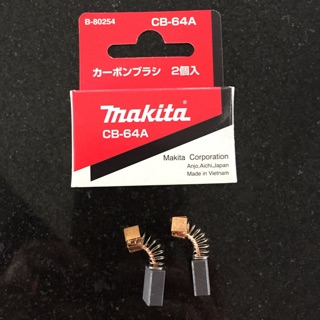 B-80254 CB-64A
カーボンブラシ 2個入
makita
CB-64A
Makita Corporation
Anjo,Aichi,Japan
Made in Vietnam